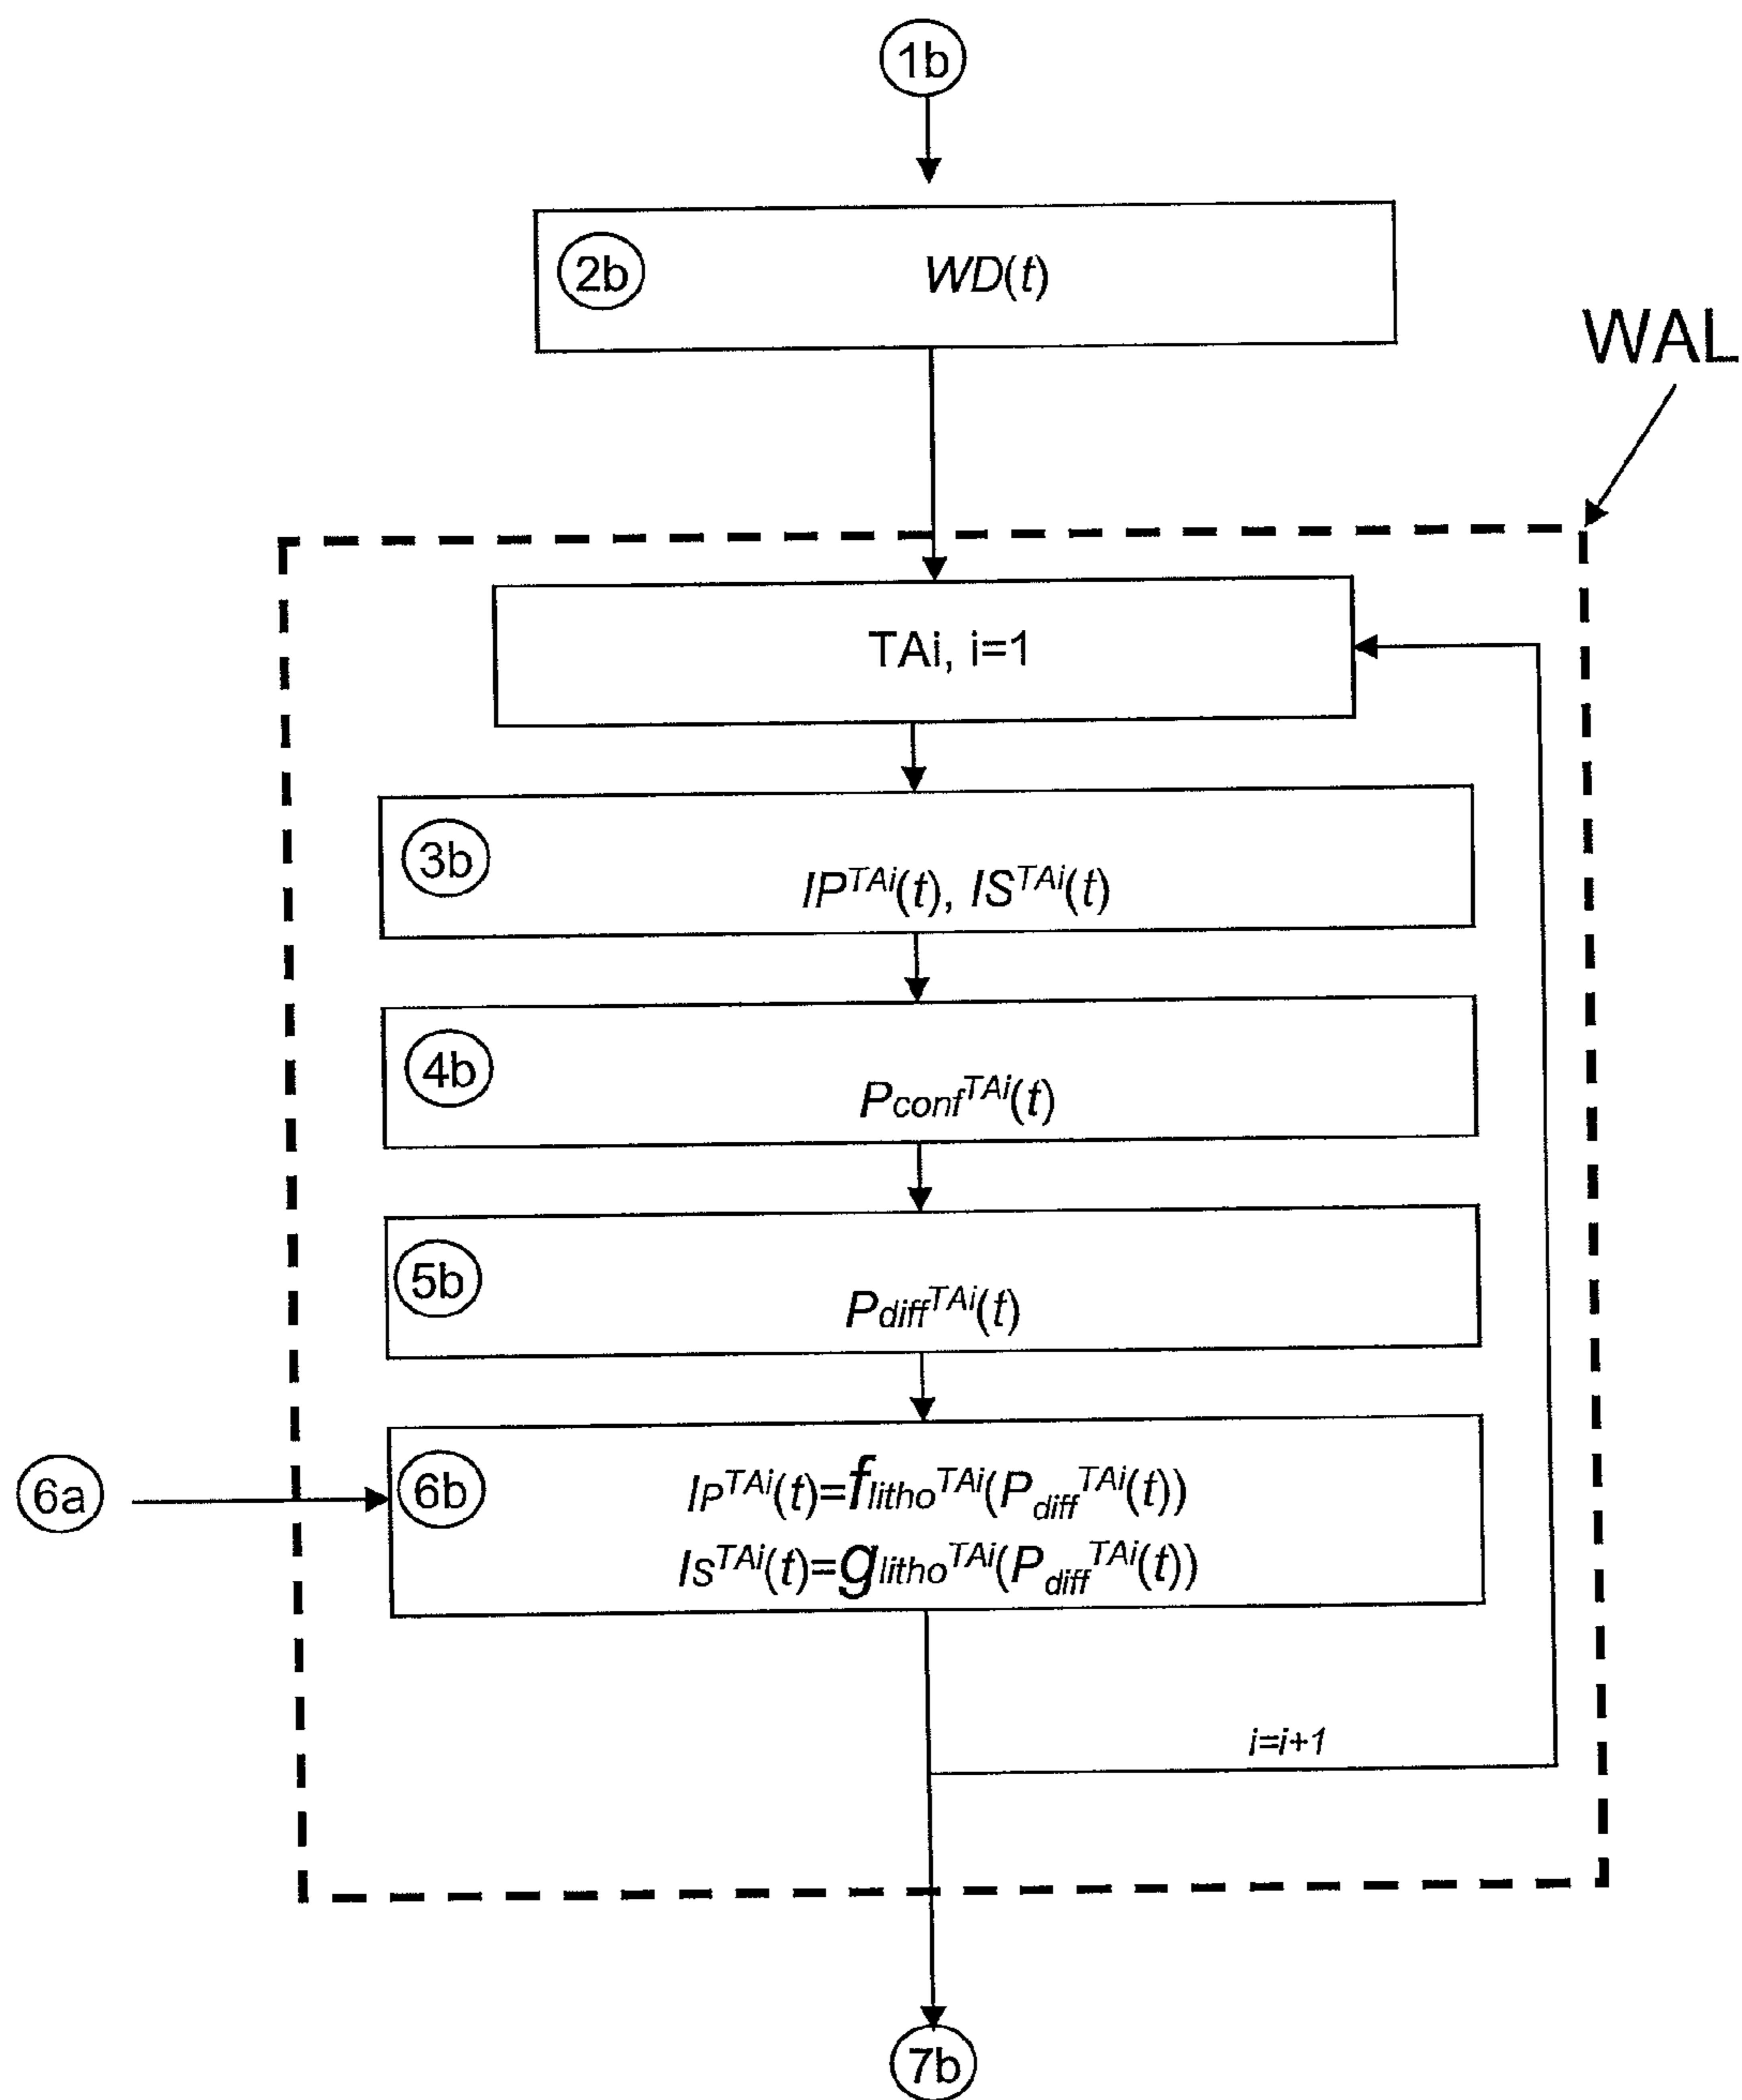 1b
2b
WD(t)
WAL
TAi, i=1
3b
IP^TAi(t), IS^TAi(t)
4b
Pconf^TAi(t)
5b
Pdiff^TAi(t)
6a
6b
IP^TAi(t)=flitho^TAi(Pdiff^TAi(t))
IS^TAi(t)=glitho^TAi(Pdiff^TAi(t))
i=i+1
7b